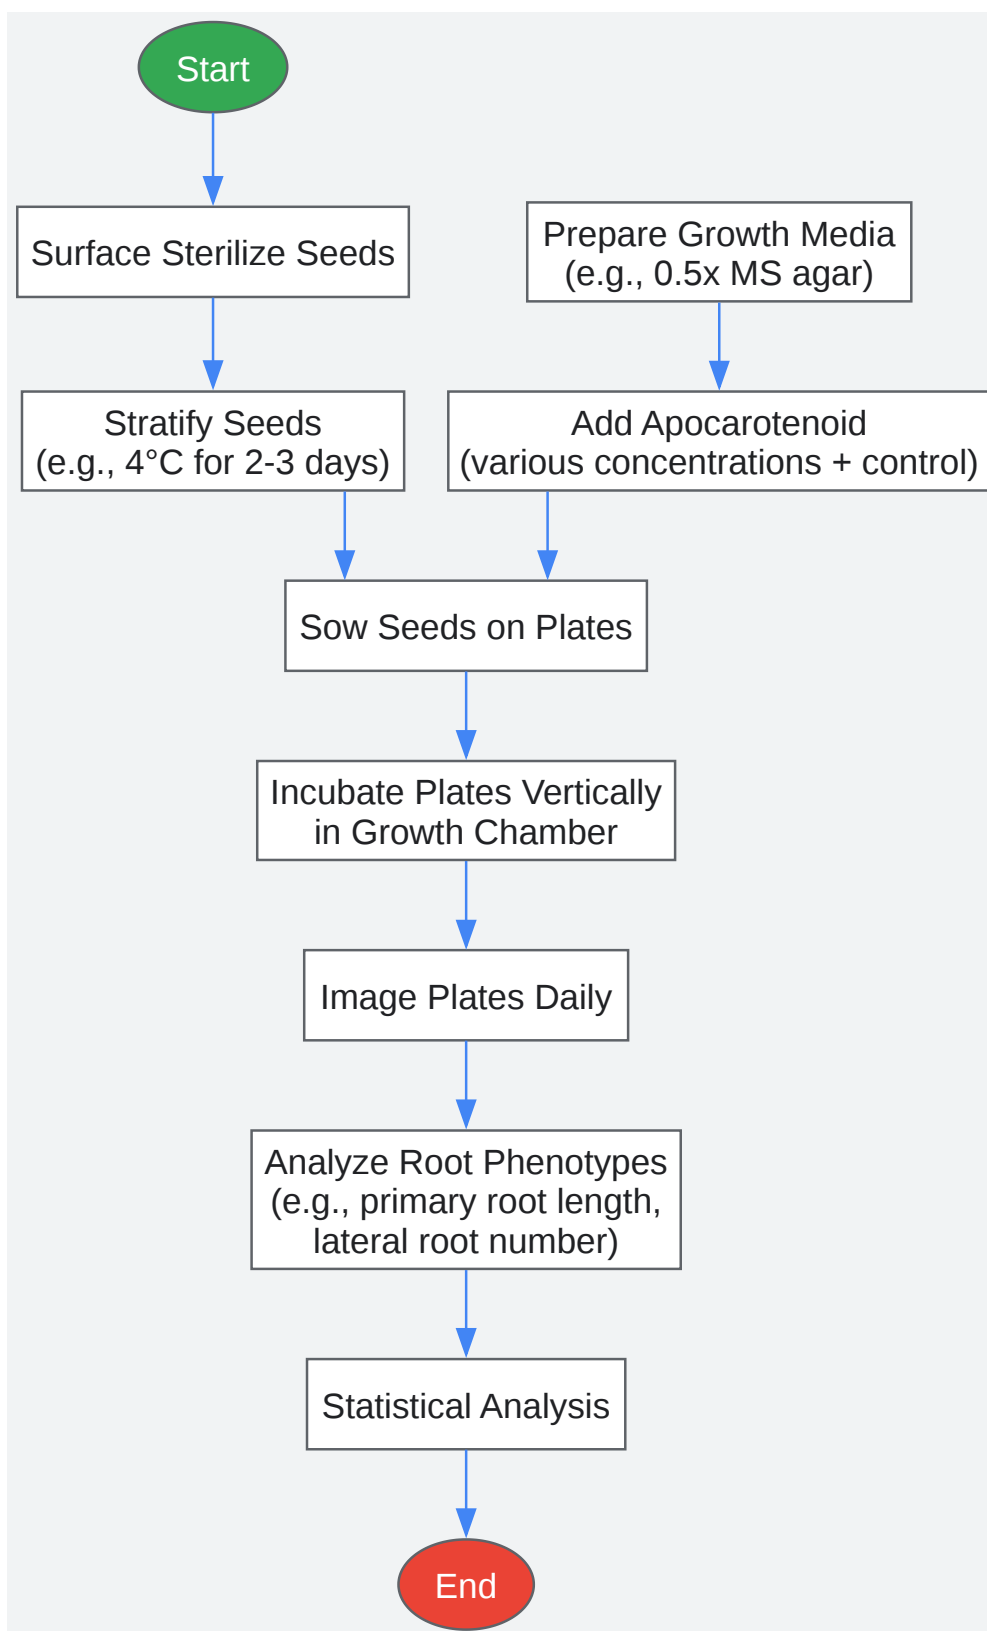 Start
Surface Sterilize Seeds
Prepare Growth Media
(e.g., 0.5x MS agar)
Stratify Seeds
(e.g., 4°C for 2-3 days)
Add Apocarotenoid
(various concentrations + control)
Sow Seeds on Plates
Incubate Plates Vertically
in Growth Chamber
Image Plates Daily
Analyze Root Phenotypes
(e.g., primary root length,
lateral root number)
Statistical Analysis
End